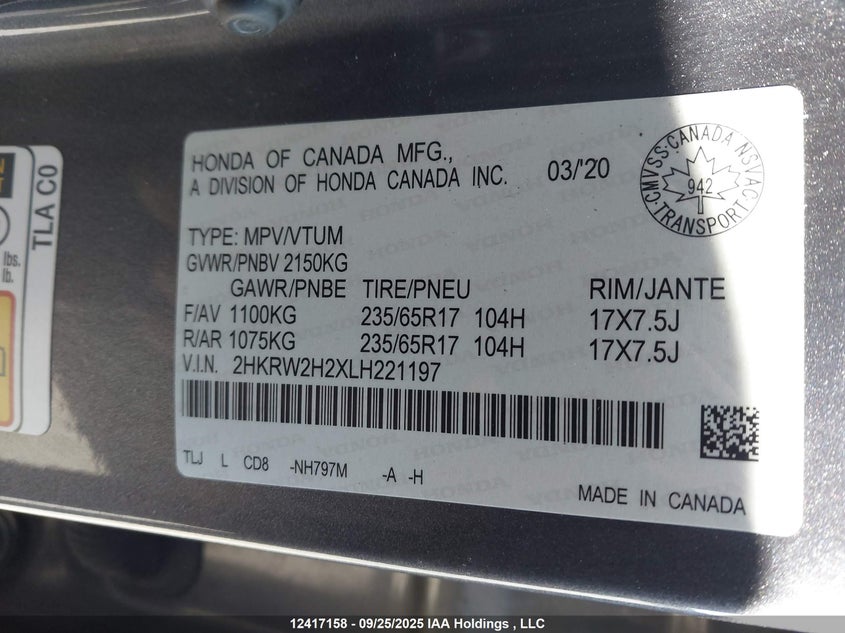 HONDA OF CANADA MFG.,
A DIVISION OF HONDA CANADA INC. 03/'20
CMVSS·CANADA NSVAC
942
TRANSPORT
TYPE: MPV/VTUM
GVWR/PNBV 2150KG
GAWR/PNBE TIRE/PNEU RIM/JANTE
F/AV 1100KG 235/65R17 104H 17X7.5J
R/AR 1075KG 235/65R17 104H 17X7.5J
V.I.N. 2HKRW2H2XLH221197
TLJ L CD8 -NH797M -A -H
MADE IN CANADA
TLA C0
lbs.
lb.
12417158 - 09/25/2025 IAA Holdings , LLC